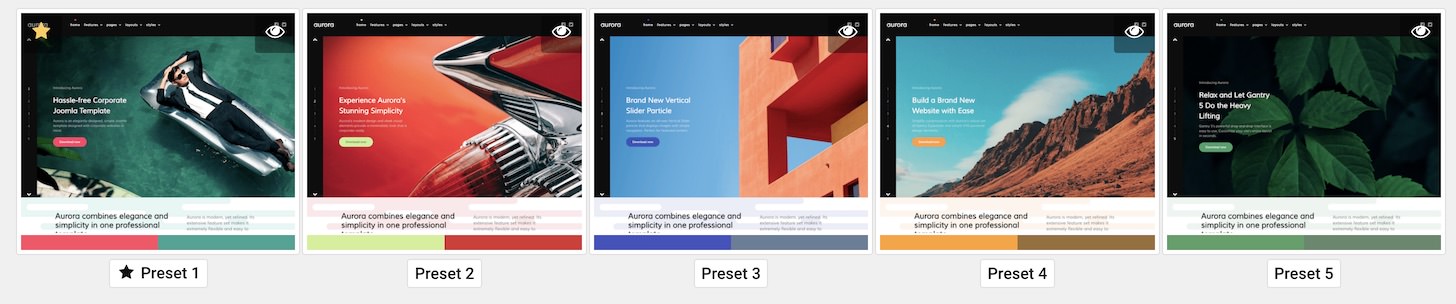 aurora
home features pages layouts styles
Introducing Aurora
Hassle-free Corporate
Joomla Template
Download now
Aurora combines elegance and
simplicity in one professional
template
Aurora is modern, yet refined. Its
extensive feature set makes it
extremely flexible and easy to
Preset 1
aurora
home features pages layouts styles
Introducing Aurora
Experience Aurora's
Stunning Simplicity
Download now
Aurora combines elegance and
simplicity in one professional
template
Aurora is modern, yet refined. Its
extensive feature set makes it
extremely flexible and easy to
Preset 2
aurora
home features pages layouts styles
Introducing Aurora
Brand New Vertical
Slider Particle
Download now
Aurora combines elegance and
simplicity in one professional
template
Aurora is modern, yet refined. Its
extensive feature set makes it
extremely flexible and easy to
Preset 3
aurora
home features pages layouts styles
Introducing Aurora
Build a Brand New
Website with Ease
Download now
Aurora combines elegance and
simplicity in one professional
template
Aurora is modern, yet refined. Its
extensive feature set makes it
extremely flexible and easy to
Preset 4
aurora
home features pages layouts styles
Introducing Aurora
Relax and Let Gantry
5 Do the Heavy
Lifting
Download now
Aurora combines elegance and
simplicity in one professional
template
Aurora is modern, yet refined. Its
extensive feature set makes it
extremely flexible and easy to
Preset 5